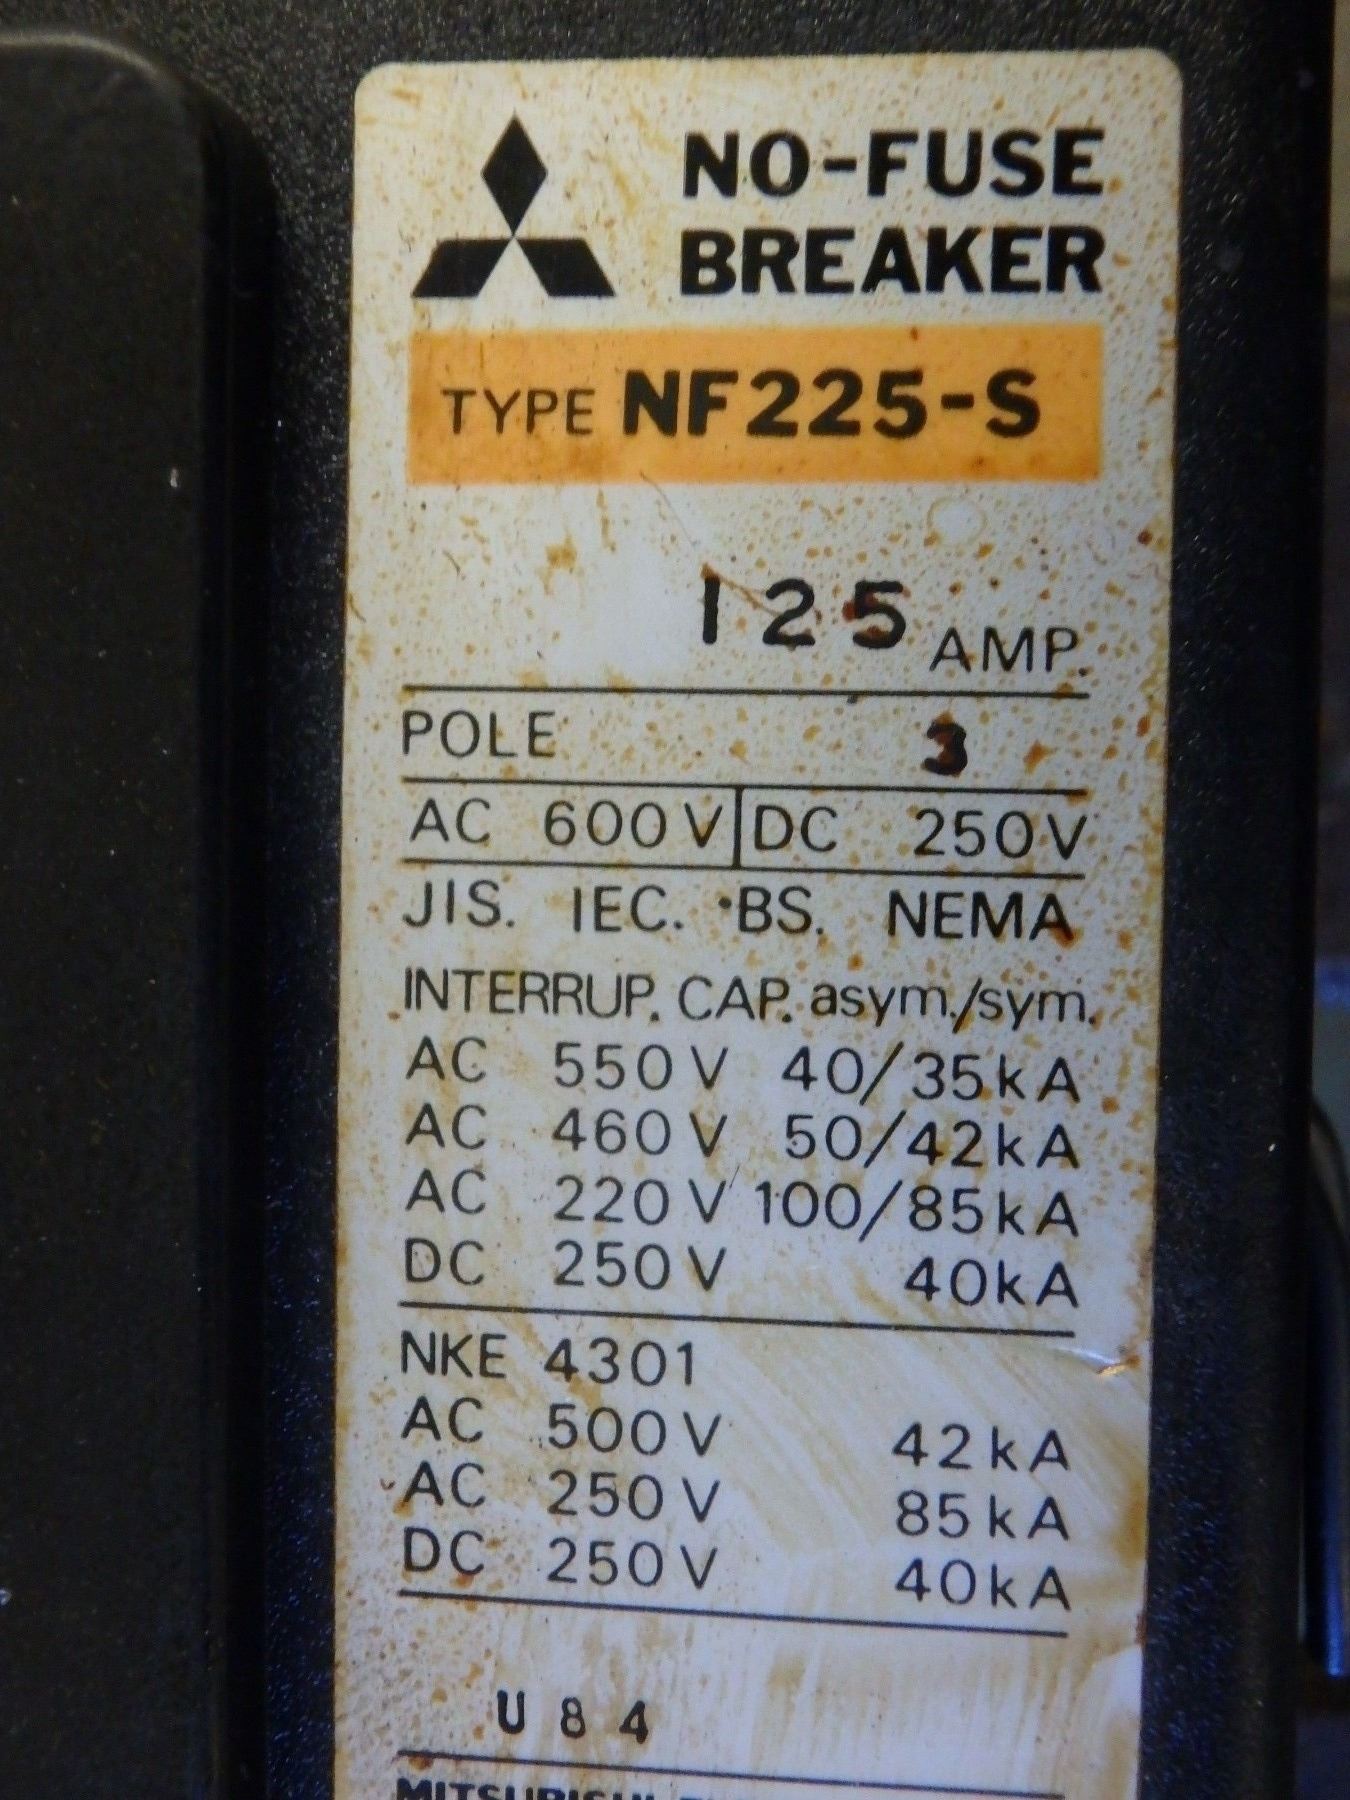 NO-FUSE
BREAKER
TYPE NF225-S
125 AMP.
POLE 3
AC 600V DC 250V
JIS. IEC. BS. NEMA
INTERRUP. CAP. asym./sym.
AC 550V 40/35kA
AC 460V 50/42kA
AC 220V 100/85kA
DC 250V 40kA
NKE 4301
AC 500V 42kA
AC 250V 85kA
DC 250V 40kA
U84
MITSUBISHI